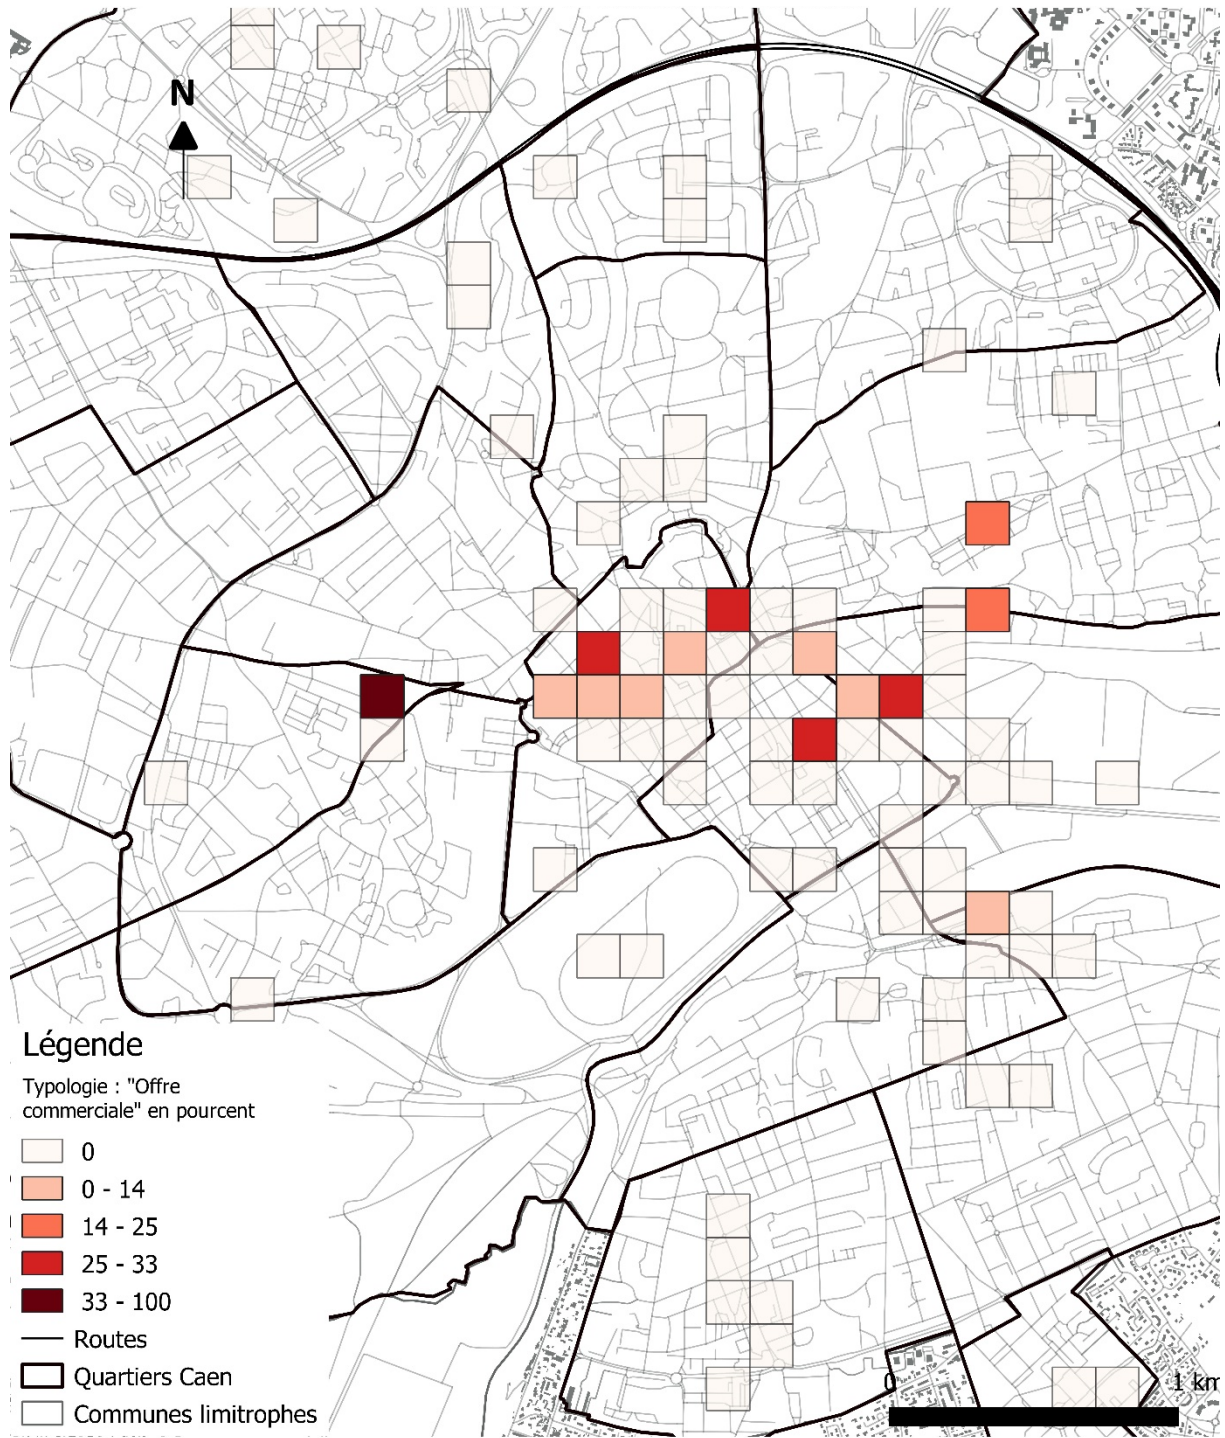 N
Légende
Typologie : "Offre
commerciale" en pourcent
0
0 - 14
14 - 25
25 - 33
33 - 100
Routes
Quartiers Caen
Communes limitrophes
0 1 km